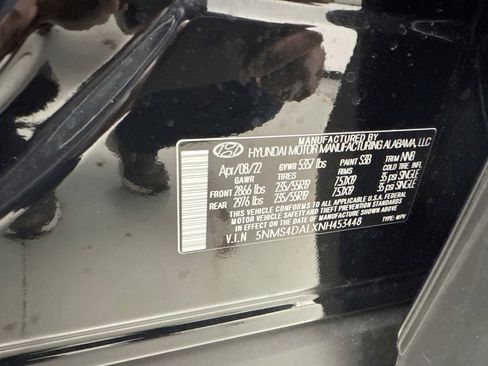 MANUFACTURED BY
HYUNDAI MOTOR MANUFACTURING ALABAMA, LLC
Apr/08/22 GVWR 5357 lbs PAINT S3B TRIM NNB
GAWR TIRES COLD TIRE INFL.
FRONT 2866 lbs 235/55R19 7.5JX19 35 psi SINGLE
REAR 2976 lbs 235/55R19 7.5JX19 35 psi SINGLE
THIS VEHICLE CONFORMS TO ALL APPLICABLE U.S.A. FEDERAL
MOTOR VEHICLE SAFETY AND THEFT PREVENTION STANDARDS
IN EFFECT ON THE DATE OF MANUFACTURE SHOWN ABOVE.
V.I.N 5NMS4DALXNH453448 TYPE: MPV